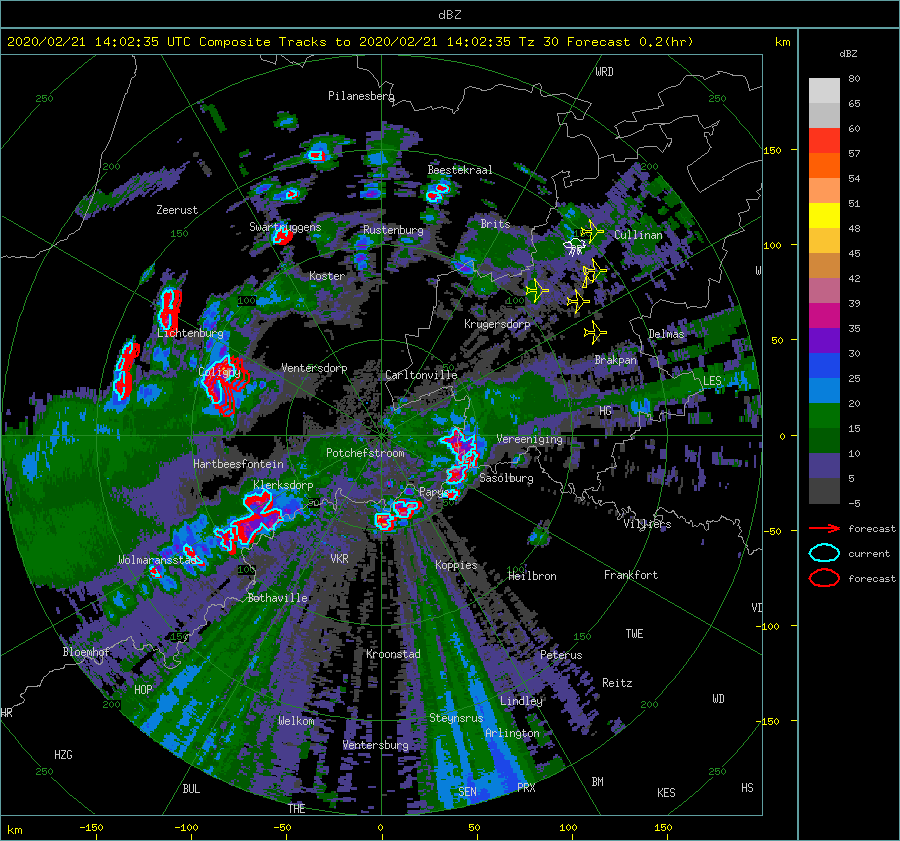 dBZ
2020/02/21 14:02:35 UTC Composite Tracks to 2020/02/21 14:02:35 Tz 30 Forecast 0.2(hr)
km
dBZ
80
65
60
57
54
51
48
45
42
39
35
30
25
20
15
10
5
-5
forecast
current
forecast
WRD
250
Pilanesberg
250
150
200
Beestekraal
200
Zeerust
150
Swartruggens
Rustenburg
Brits
Cullinan
100
W
Koster
100
100
Lichtenburg
Krugersdorp
Delmas
50
Coligny
Ventersdorp
Carltonville
Brakpan
LES
HG
Vereeniging
0
Hartbeesfontein
Potchefstroom
Klerksdorp
Parys
Sasolburg
50
50
Villiers
-50
Wolmaransstad
VKR
Koppies
100
100
Heilbron
Frankfort
Bothaville
VD
-100
150
150
TWE
Bloemhof
Kroonstad
Peterus
HOP
Reitz
200
Lindley
200
WD
HR
Welkom
Steynsrus
-150
Arlington
Ventersburg
HZG
250
250
BUL
SEN
PRX
BM
KES
HS
THE
km
-150
-100
-50
0
50
100
150